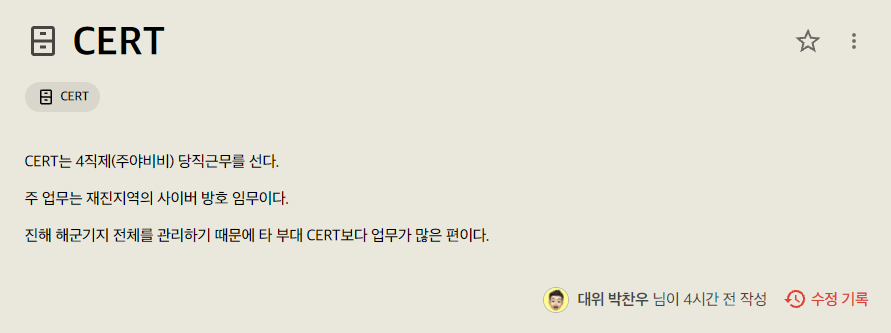 CERT
CERT
CERT는 4직제(주야비비) 당직근무를 선다.
주 업무는 재진지역의 사이버 방호 임무이다.
진해 해군기지 전체를 관리하기 때문에 타 부대 CERT보다 업무가 많은 편이다.
대위 박찬우 님이 4시간 전 작성 수정 기록